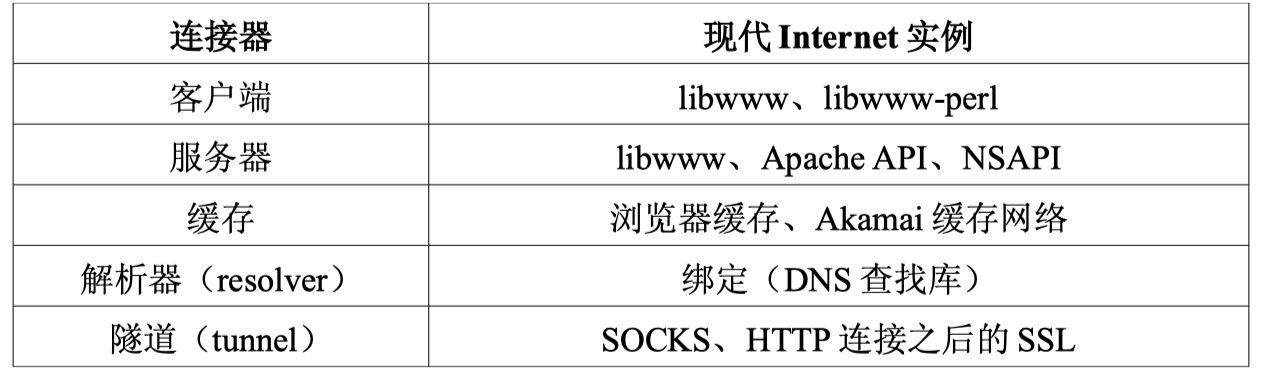 连接器 现代 Internet 实例
客户端 libwww、libwww-perl
服务器 libwww、Apache API、NSAPI
缓存 浏览器缓存、Akamai 缓存网络
解析器（resolver） 绑定（DNS 查找库）
隧道（tunnel） SOCKS、HTTP 连接之后的 SSL